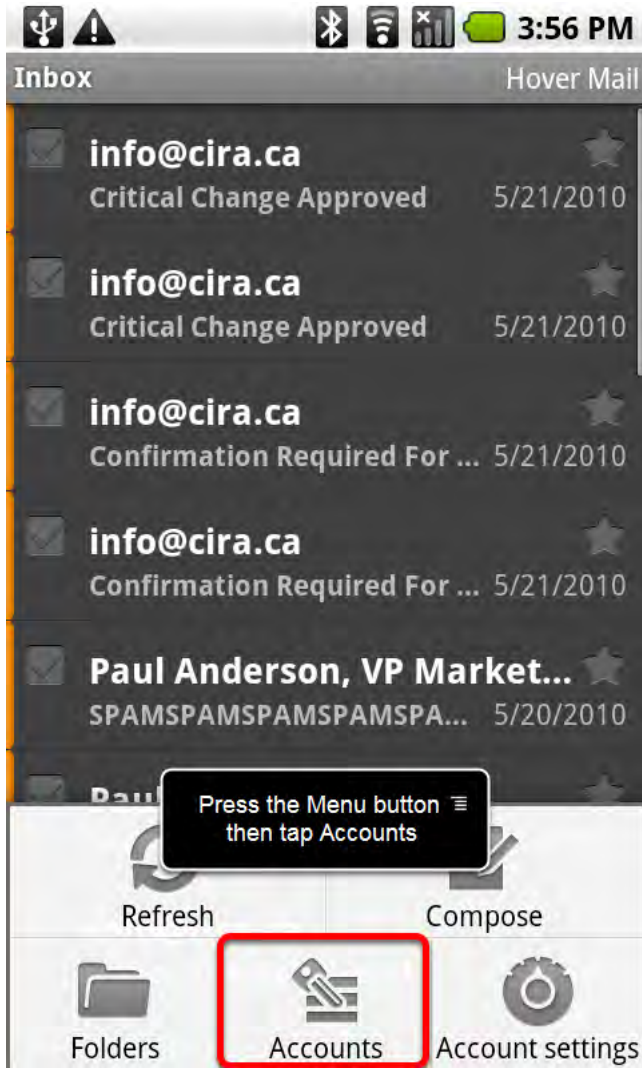 3:56 PM
Inbox Hover Mail
info@cira.ca
Critical Change Approved 5/21/2010
info@cira.ca
Critical Change Approved 5/21/2010
info@cira.ca
Confirmation Required For ... 5/21/2010
info@cira.ca
Confirmation Required For ... 5/21/2010
Paul Anderson, VP Market...
SPAMSPAMSPAMSPAMSPA... 5/20/2010
Press the Menu button
then tap Accounts
Refresh Compose
Folders Accounts Account settings